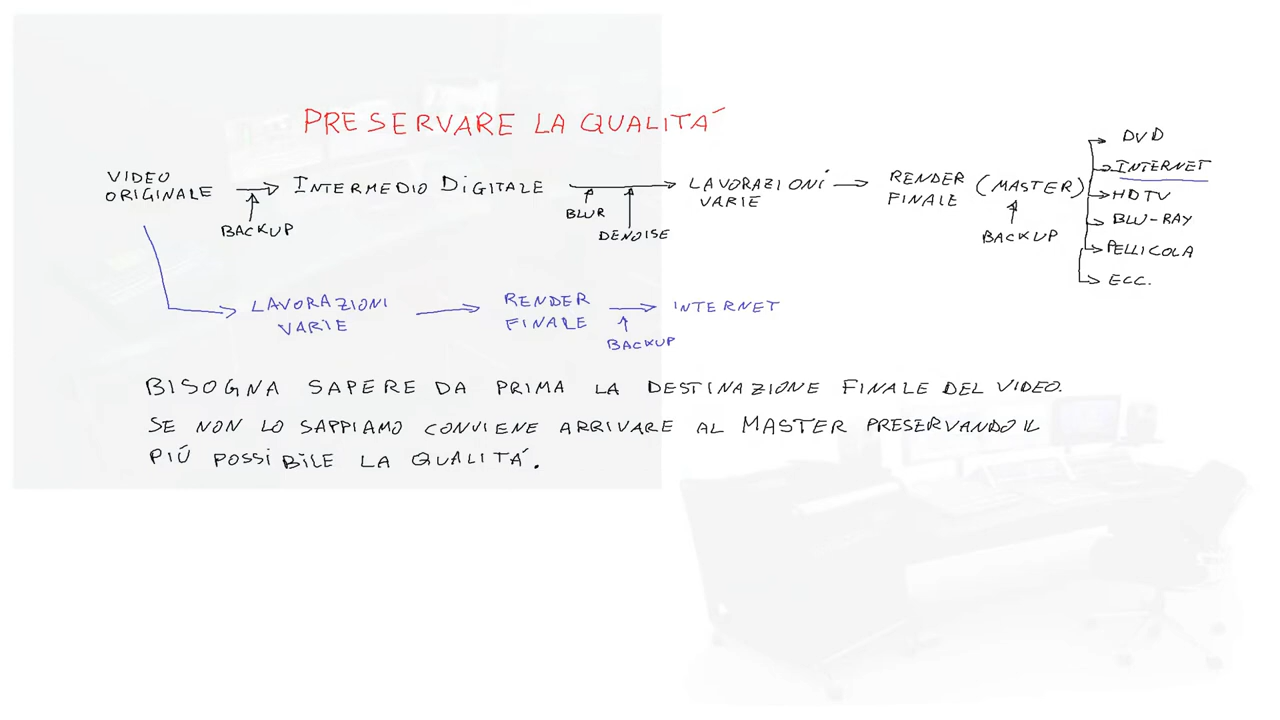 PRESERVARE LA QUALITÁ
VIDEO
ORIGINALE
INTERMEDIO DIGITALE
LAVORAZIONI
VARIE
RENDER
FINALE
(MASTER)
BACKUP
BLUR
DENOISE
BACKUP
DVD
INTERNET
HDTV
BLU-RAY
PELLICOLA
ECC.
LAVORAZIONI
VARIE
RENDER
FINALE
INTERNET
BACKUP
BISOGNA SAPERE DA PRIMA LA DESTINAZIONE FINALE DEL VIDEO.
SE NON LO SAPPIAMO CONVIENE ARRIVARE AL MASTER PRESERVANDO IL
PIÚ POSSIBILE LA QUALITÁ.